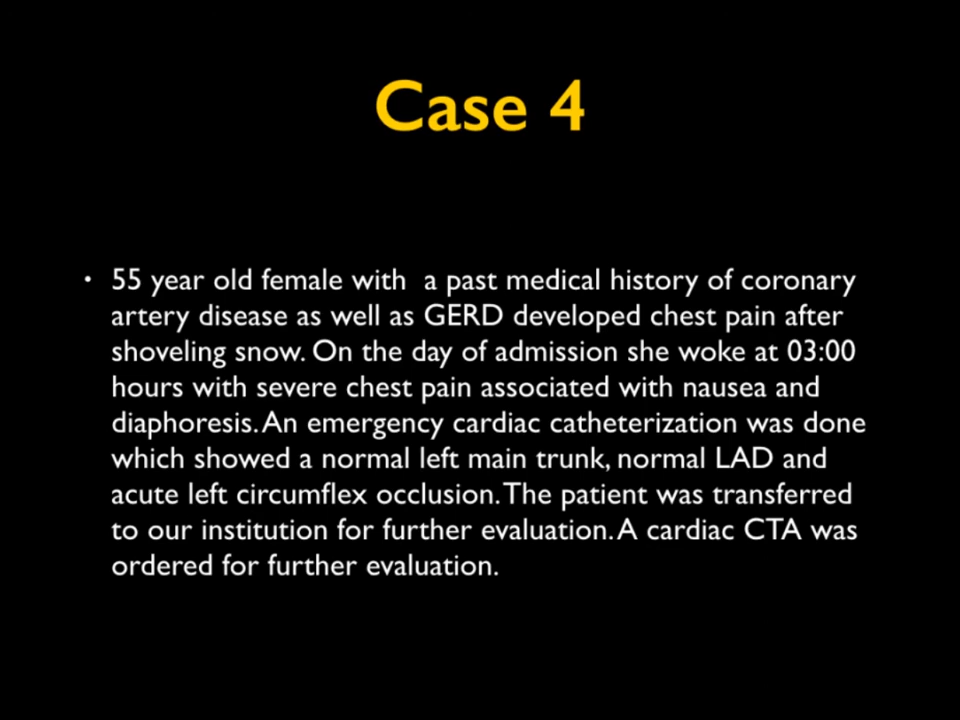 Case 4
• 55 year old female with  a past medical history of coronary
artery disease as well as GERD developed chest pain after
shoveling snow. On the day of admission she woke at 03:00
hours with severe chest pain associated with nausea and
diaphoresis. An emergency cardiac catheterization was done
which showed a normal left main trunk, normal LAD and
acute left circumflex occlusion. The patient was transferred
to our institution for further evaluation. A cardiac CTA was
ordered for further evaluation.